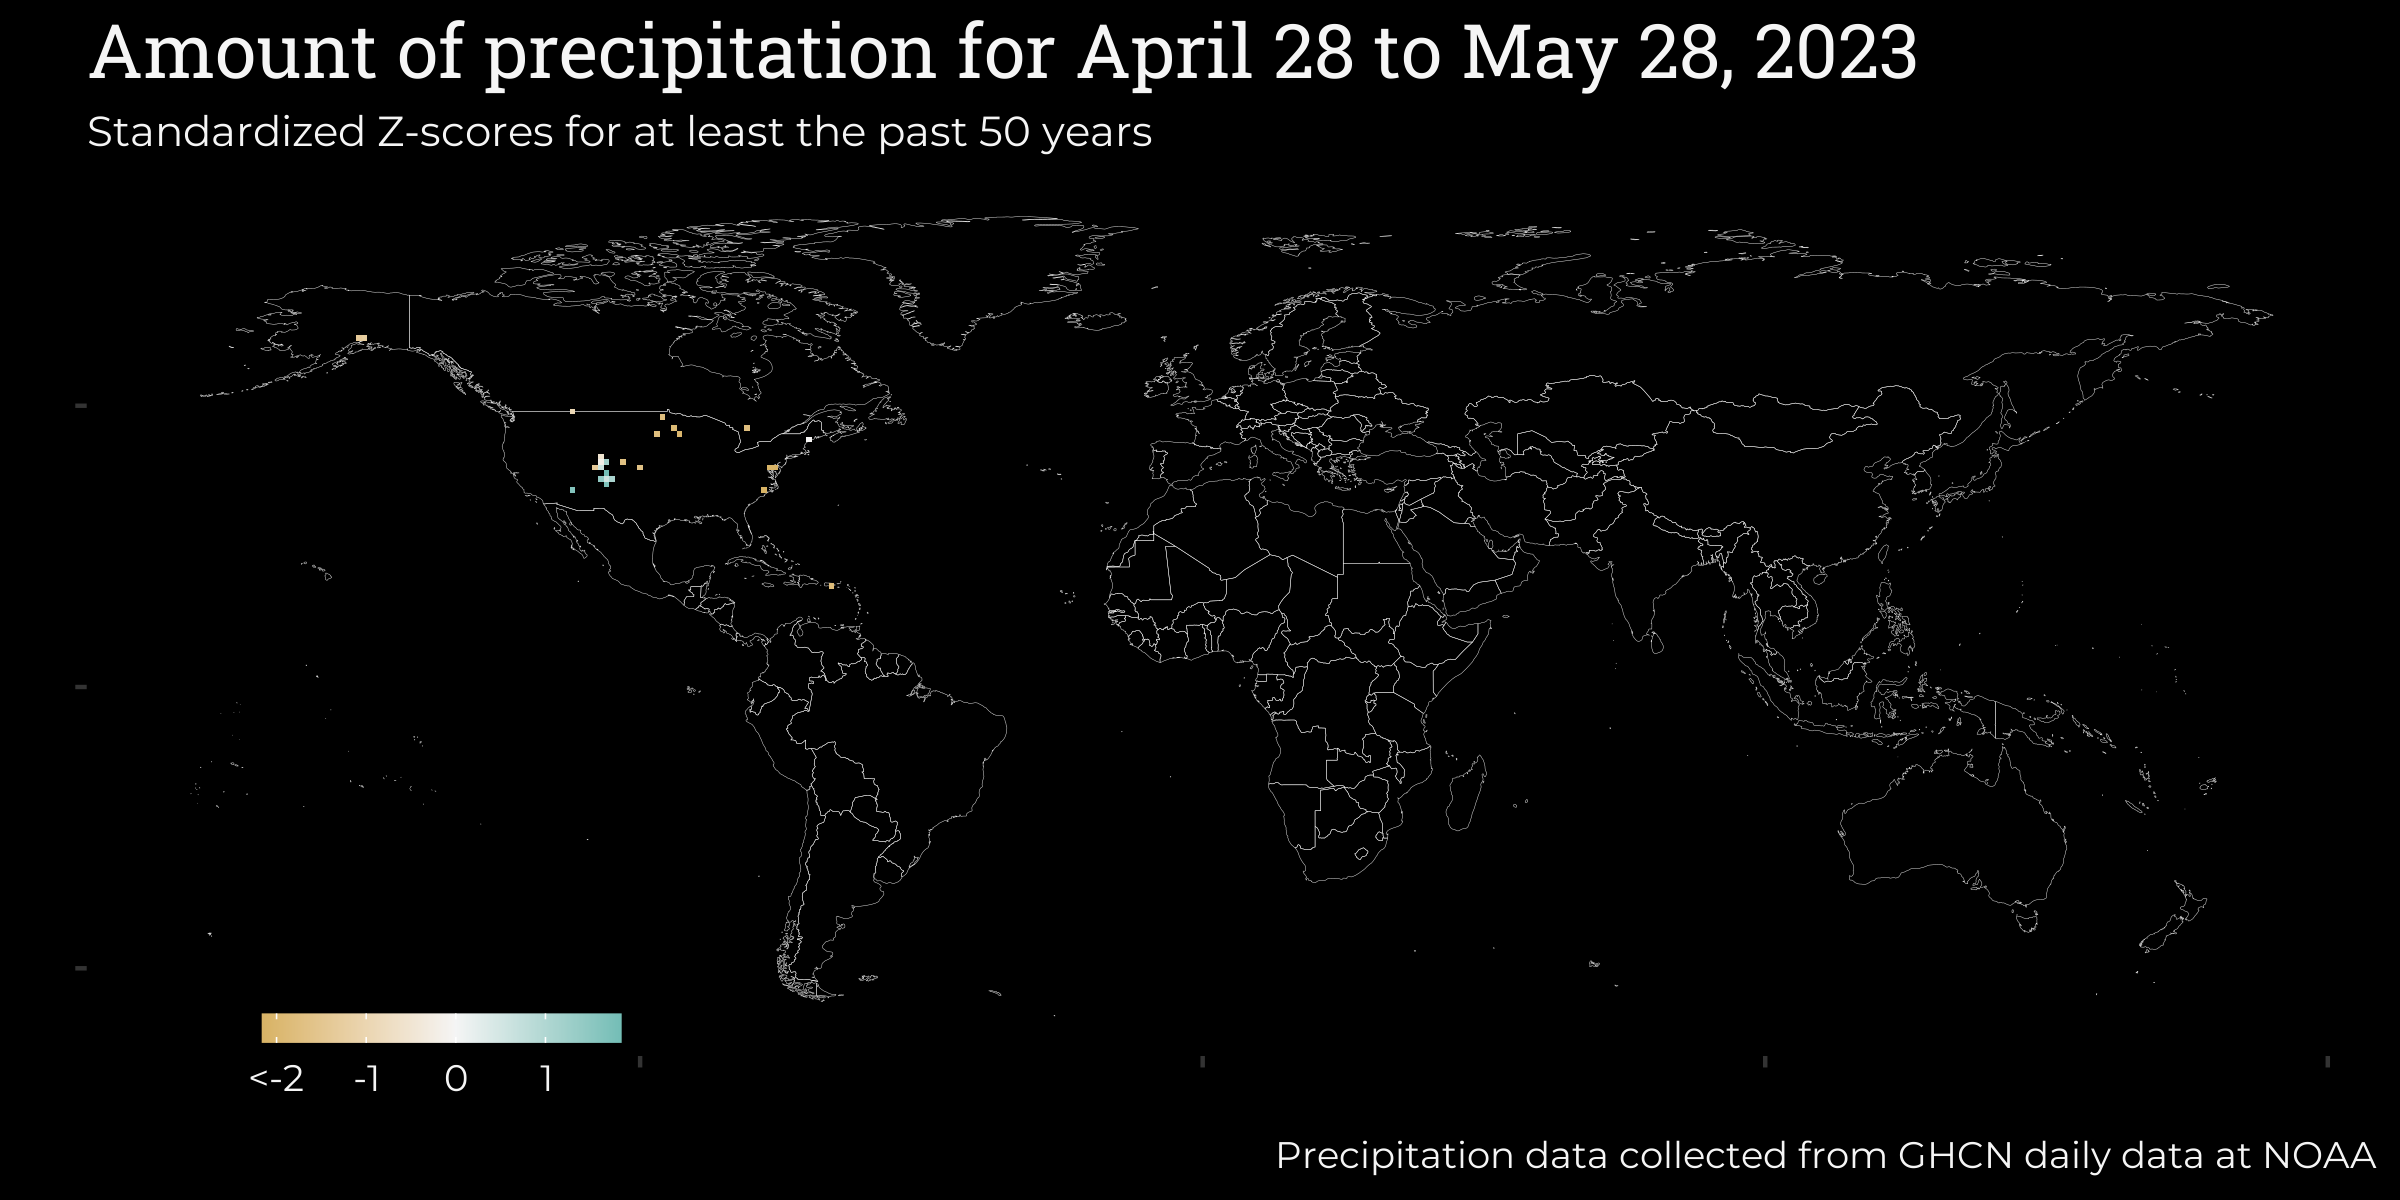 Amount of precipitation for April 28 to May 28, 2023
Standardized Z-scores for at least the past 50 years
<-2 -1 0 1
Precipitation data collected from GHCN daily data at NOAA